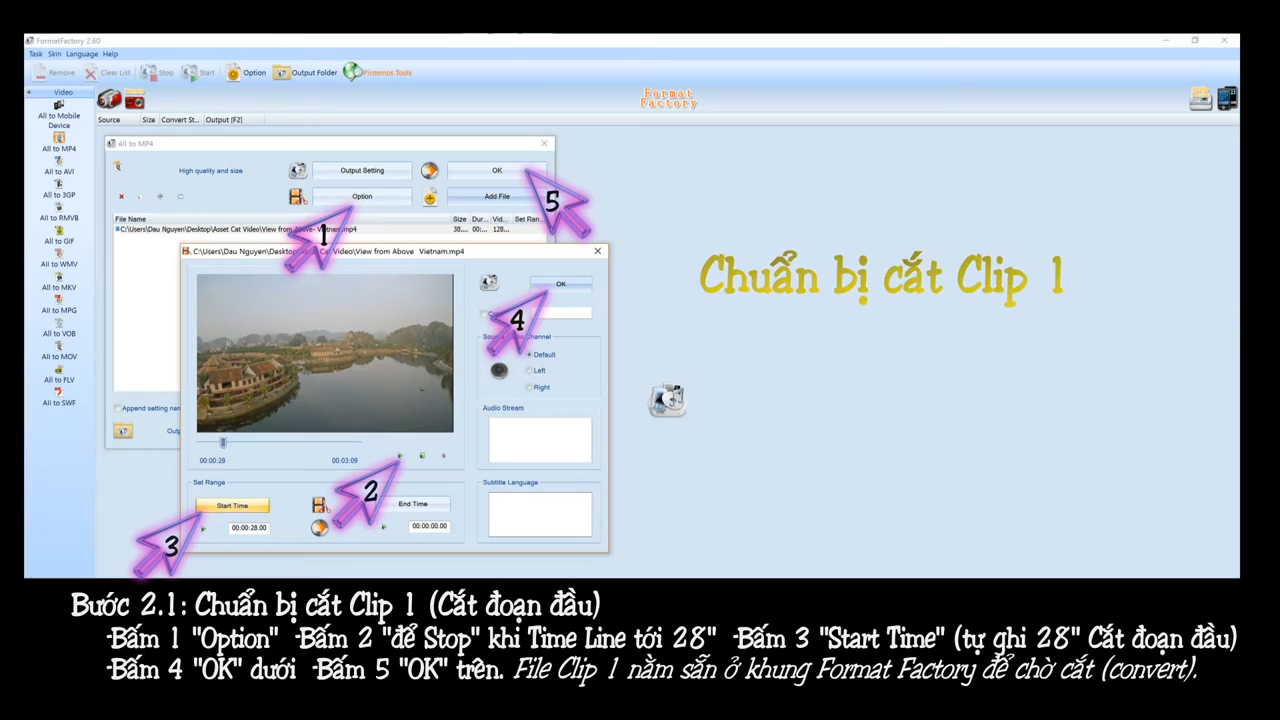 FormatFactory 2.60
Task Skin Language Help
Remove Clear List Stop Start Option Output Folder Picosmos Tools
Video
Format
Factory
Source Size Convert St... Output [F2]
All to Mobile
Device
All to MP4
All to AVI
All to 3GP
All to RMVB
All to GIF
All to WMV
All to MKV
All to MPG
All to VOB
All to MOV
All to FLV
All to SWF
All to MP4
High quality and size
Output Setting
OK
5
Option
Add File
1
File Name Size Dur... Vid... Set Ran...
C:\Users\Dau Nguyen\Desktop\Asset Cat Video\View from Above- Vietnam.mp4 38.... 00:... 128...
C:\Users\Dau Nguyen\Desktop Cat Video\View from Above Vietnam.mp4
OK
4
Channel
Default
Left
Right
Audio Stream
Append setting nam
00:00:28
00:03:09
2
Set Range
Subtitle Language
Start Time
End Time
00:00:28.00
00:00:00.00
3
Chuẩn bị cắt Clip 1
Bước 2.1: Chuẩn bị cắt Clip 1 (Cắt đoạn đầu)
-Bấm 1 "Option" -Bấm 2 "để Stop" khi Time Line tới 28" -Bấm 3 "Start Time" (tự ghi 28" Cắt đoạn đầu)
-Bấm 4 "OK" dưới -Bấm 5 "OK" trên. File Clip 1 nằm sẵn ở khung Format Factory để chờ cắt (convert).